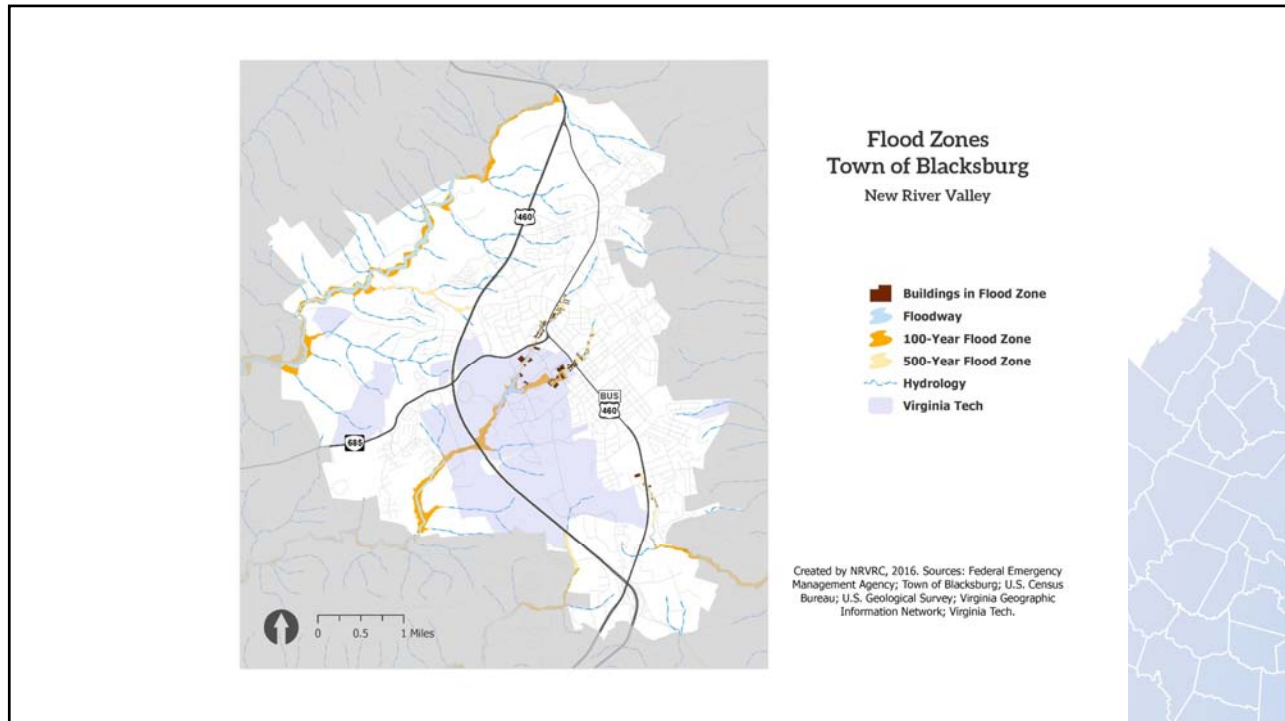 Flood Zones
Town of Blacksburg
New River Valley
460
BUS
460
685
Buildings in Flood Zone
Floodway
100-Year Flood Zone
500-Year Flood Zone
Hydrology
Virginia Tech
Created by NRVRC, 2016. Sources: Federal Emergency
Management Agency; Town of Blacksburg; U.S. Census
Bureau; U.S. Geological Survey; Virginia Geographic
Information Network; Virginia Tech.
0 0.5 1 Miles